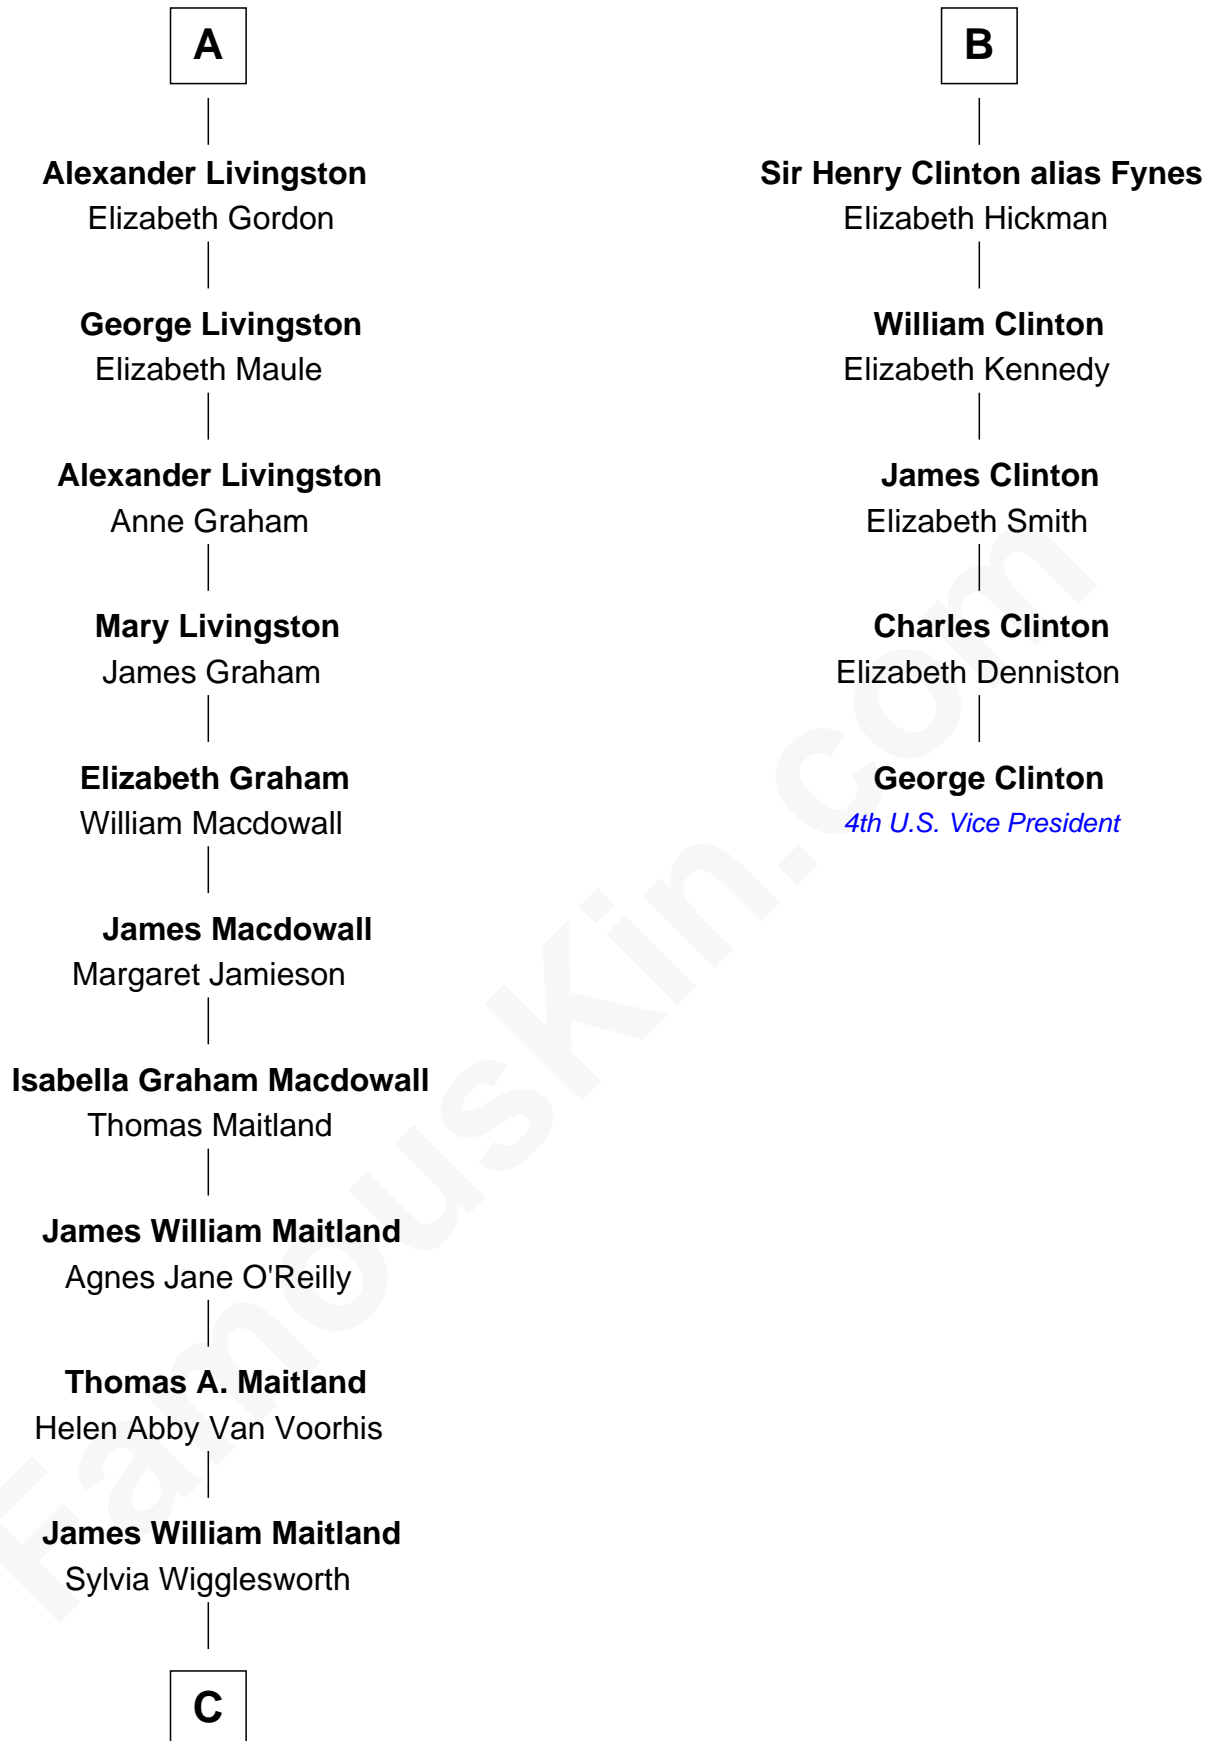 A
Alexander Livingston
Elizabeth Gordon
George Livingston
Elizabeth Maule
Alexander Livingston
Anne Graham
Mary Livingston
James Graham
Elizabeth Graham
William Macdowall
James Macdowall
Margaret Jamieson
Isabella Graham Macdowall
Thomas Maitland
James William Maitland
Agnes Jane O'Reilly
Thomas A. Maitland
Helen Abby Van Voorhis
James William Maitland
Sylvia Wigglesworth
C
B
Sir Henry Clinton alias Fynes
Elizabeth Hickman
William Clinton
Elizabeth Kennedy
James Clinton
Elizabeth Smith
Charles Clinton
Elizabeth Denniston
George Clinton
4th U.S. Vice President
FamousKin.com